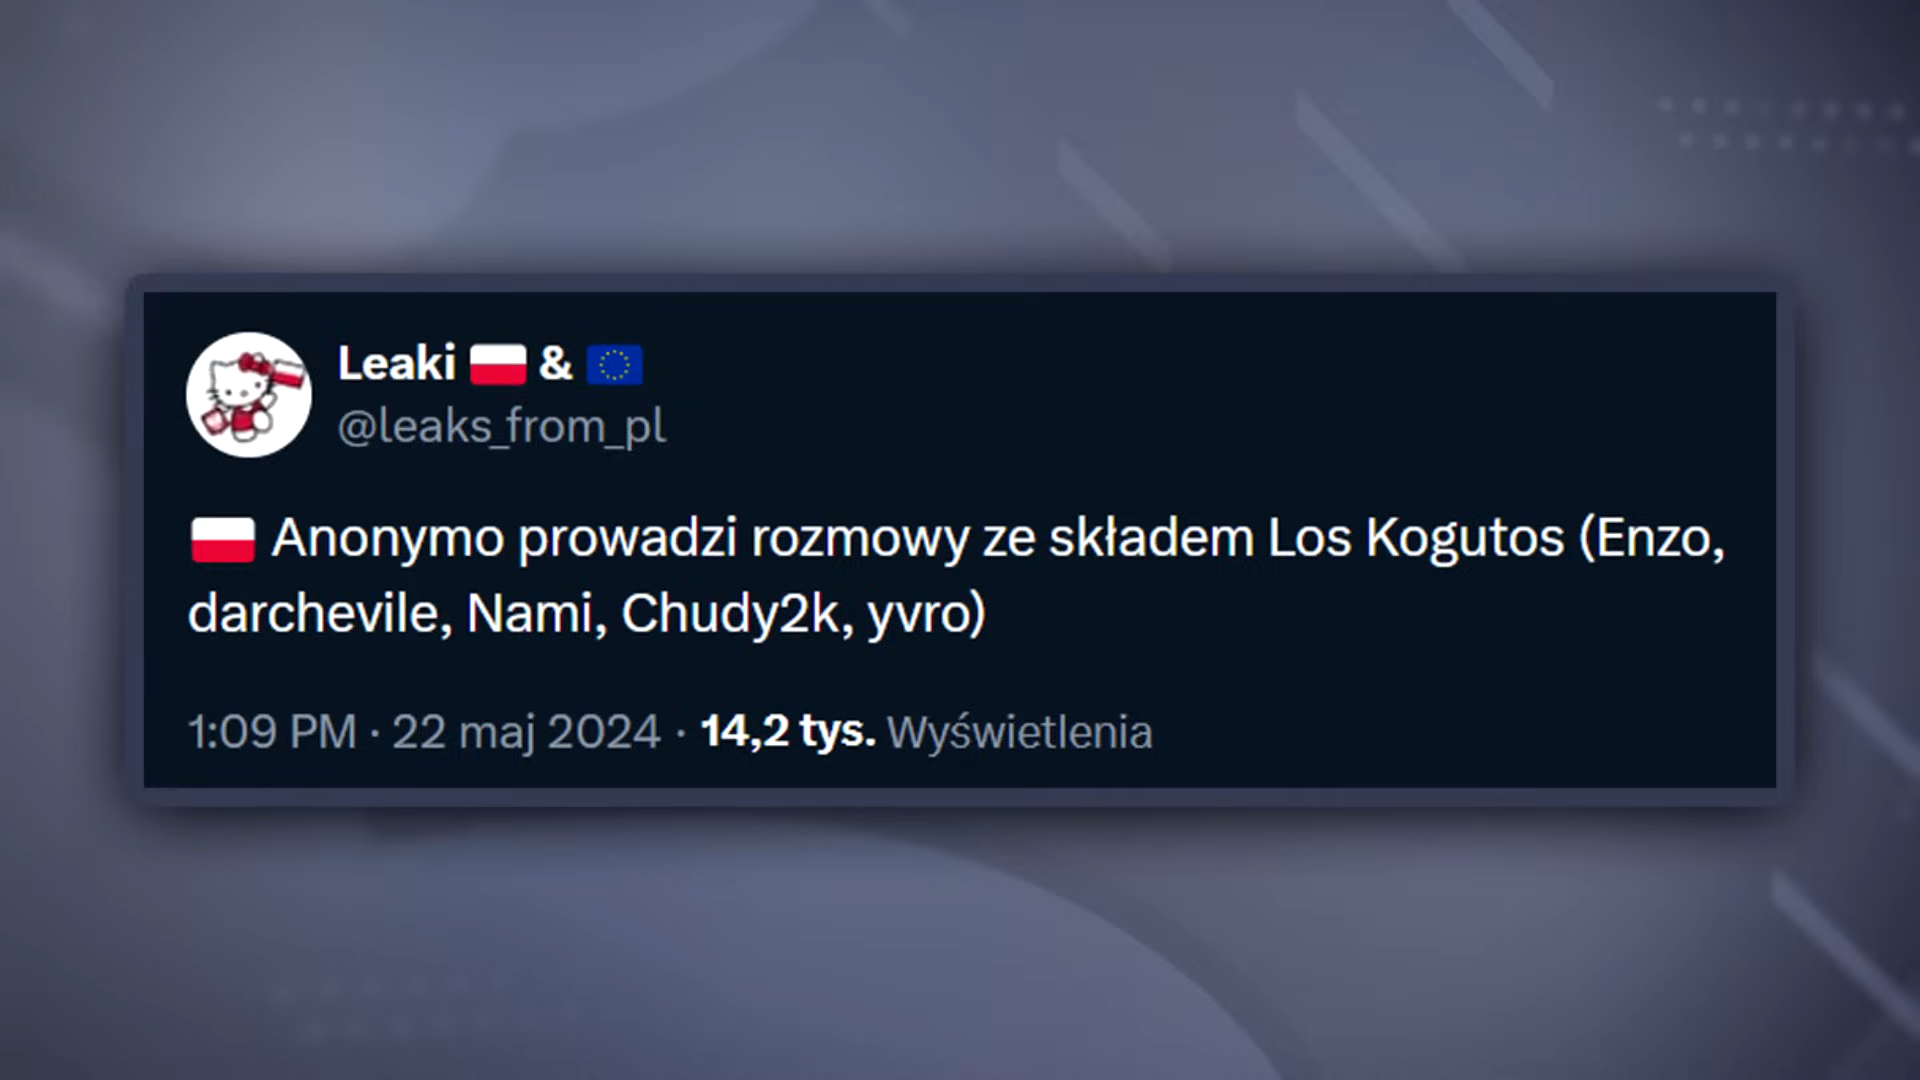 Leaki 🇵🇱 & 🇪🇺
@leaks_from_pl
🇵🇱 Anonymo prowadzi rozmowy ze składem Los Kogutos (Enzo,
darchevile, Nami, Chudy2k, yvro)
1:09 PM · 22 maj 2024 · 14,2 tys. Wyświetlenia